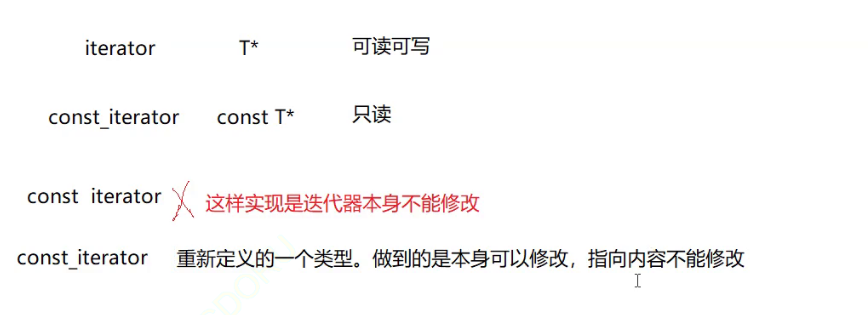 iterator T* 可读可写
const_iterator const T* 只读
const iterator 这样实现是迭代器本身不能修改
const_iterator 重新定义的一个类型。做到的是本身可以修改，指向内容不能修改